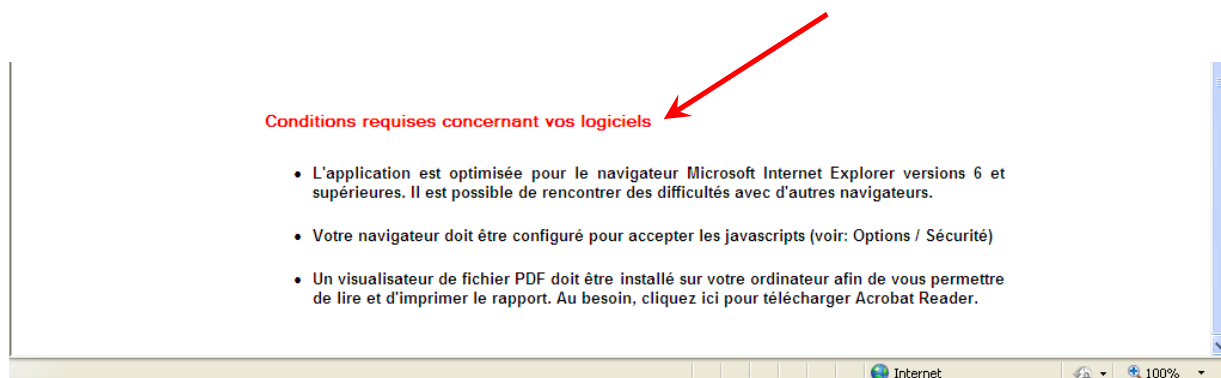 Conditions requises concernant vos logiciels
• L'application est optimisée pour le navigateur Microsoft Internet Explorer versions 6 et
supérieures. Il est possible de rencontrer des difficultés avec d'autres navigateurs.
• Votre navigateur doit être configuré pour accepter les javascripts (voir: Options / Sécurité)
• Un visualisateur de fichier PDF doit être installé sur votre ordinateur afin de vous permettre
de lire et d'imprimer le rapport. Au besoin, cliquez ici pour télécharger Acrobat Reader.
Internet 100%